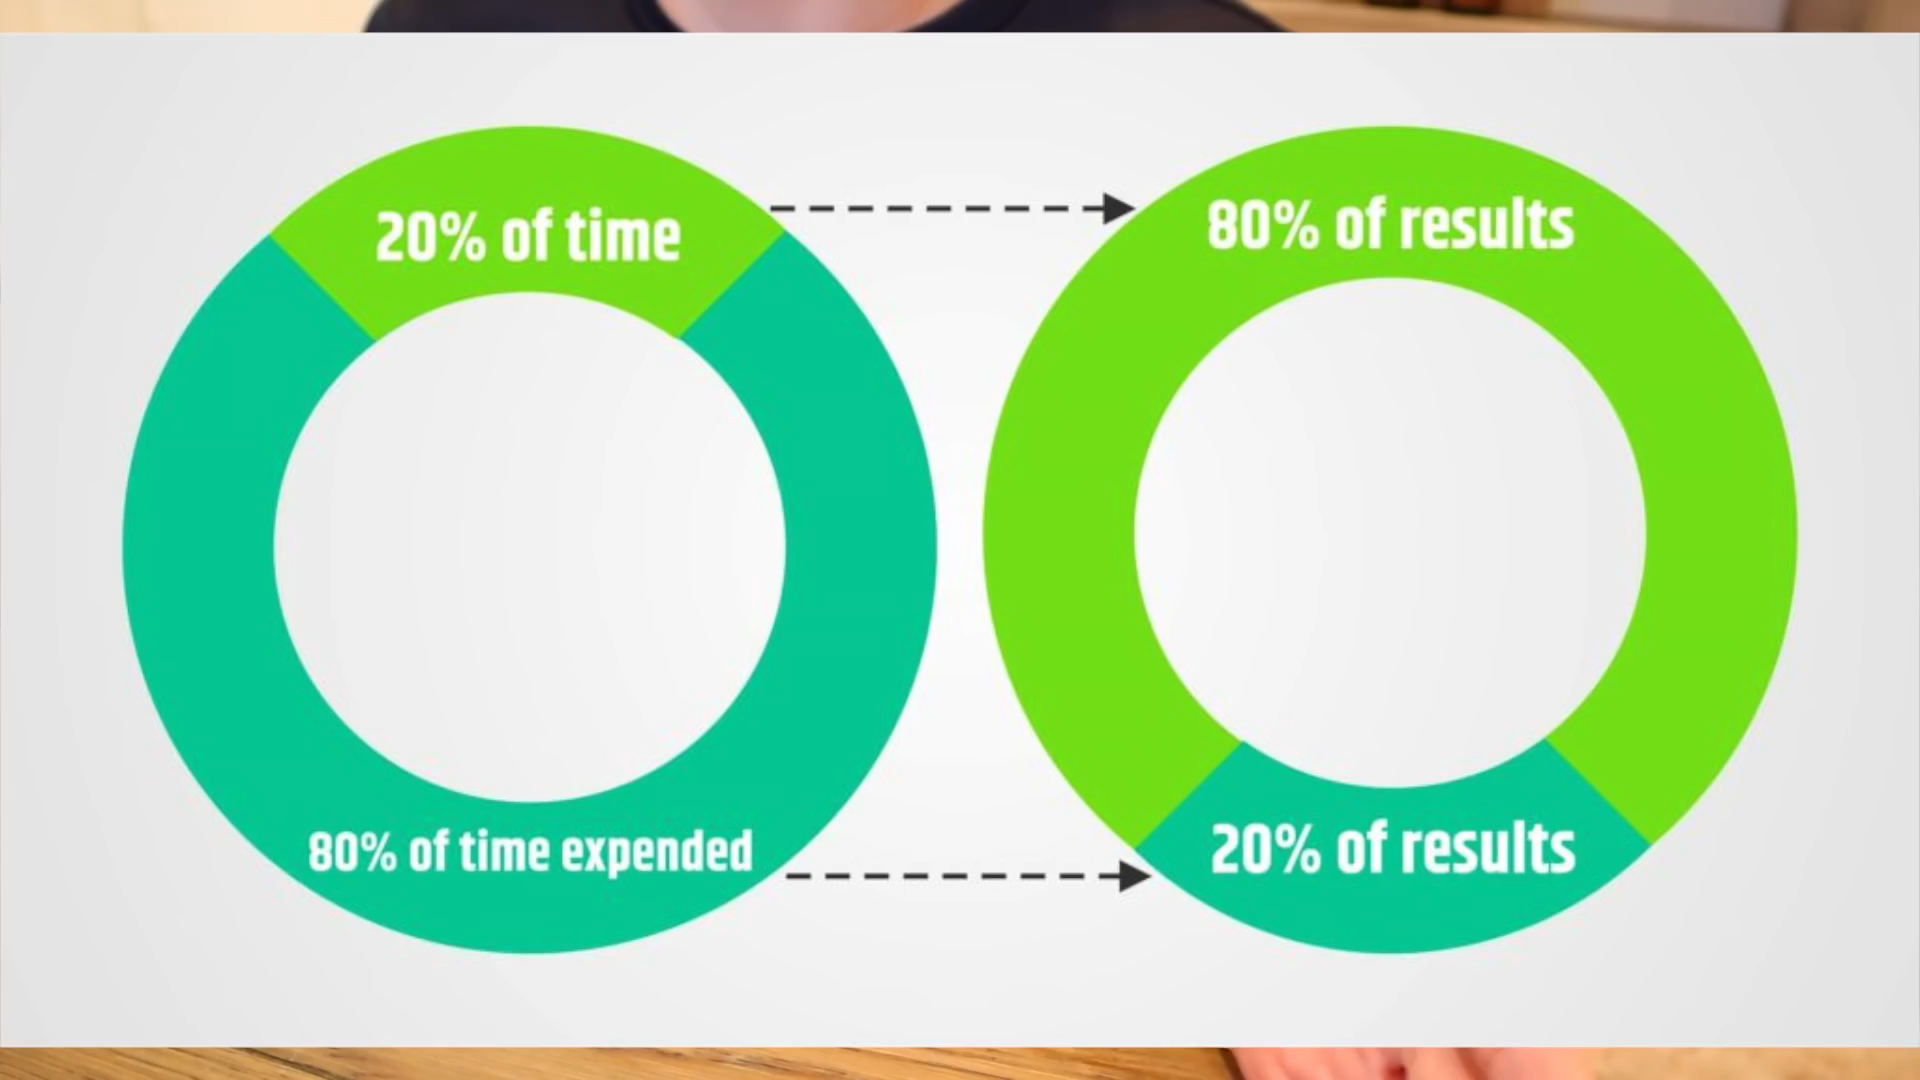 20% of time
80% of results
80% of time expended
20% of results